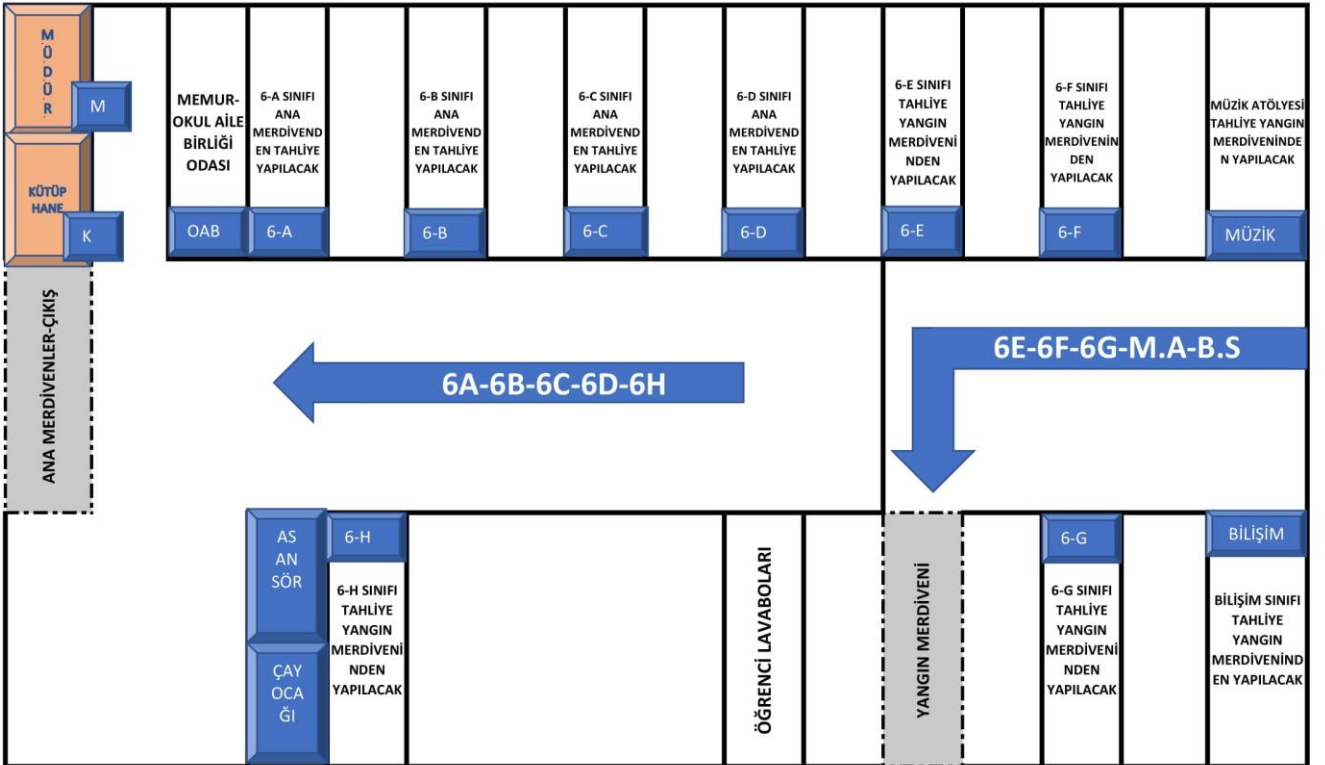 M
Ü
D
Ü
R
M
KÜTÜP
HANE
K
MEMUR-
OKUL AİLE
BİRLİĞİ
ODASI
OAB
6-A SINIFI
ANA
MERDİVEND
EN TAHLİYE
YAPILACAK
6-A
6-B SINIFI
ANA
MERDİVEND
EN TAHLİYE
YAPILACAK
6-B
6-C SINIFI
ANA
MERDİVEND
EN TAHLİYE
YAPILACAK
6-C
6-D SINIFI
ANA
MERDİVEND
EN TAHLİYE
YAPILACAK
6-D
6-E SINIFI
TAHLİYE
YANGIN
MERDİVENİ
NDEN
YAPILACAK
6-E
6-F SINIFI
TAHLİYE
YANGIN
MERDİVENİN
DEN
YAPILACAK
6-F
MÜZİK ATÖLYESİ
TAHLİYE YANGIN
MERDİVENİNDE
N YAPILACAK
MÜZİK
ANA MERDİVENLER-ÇIKIŞ
6A-6B-6C-6D-6H
6E-6F-6G-M.A-B.S
AS
AN
SÖR
ÇAY
OCA
ĞI
6-H
6-H SINIFI
TAHLİYE
YANGIN
MERDİVENİ
NDEN
YAPILACAK
ÖĞRENCİ LAVABOLARI
YANGIN MERDİVENİ
6-G
6-G SINIFI
TAHLİYE
YANGIN
MERDİVENİ
NDEN
YAPILACAK
BİLİŞİM
BİLİŞİM SINIFI
TAHLİYE
YANGIN
MERDİVENİND
EN YAPILACAK